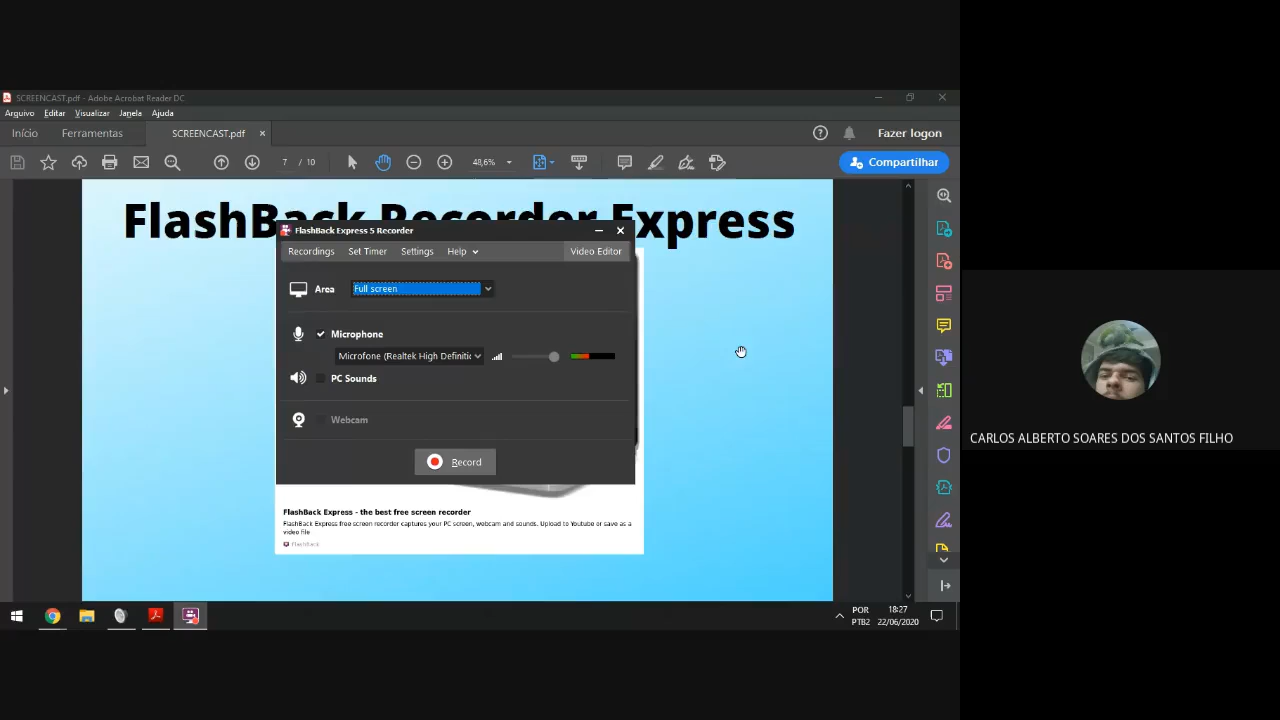 SCREENCAST.pdf - Adobe Acrobat Reader DC
Arquivo Editar Visualizar Janela Ajuda
Início Ferramentas SCREENCAST.pdf × Fazer logon
7 / 10 48,6% Compartilhar
FlashBack Recorder Express
FlashBack Express 5 Recorder
Recordings Set Timer Settings Help Video Editor
Area Full screen
Microphone
Microfone (Realtek High Definitic
PC Sounds
Webcam
Record
CARLOS ALBERTO SOARES DOS SANTOS FILHO
FlashBack Express - the best free screen recorder
FlashBack Express free screen recorder captures your PC screen, webcam and sounds. Upload to Youtube or save as a
video file
FlashBack
POR 18:27
PTB2 22/06/2020